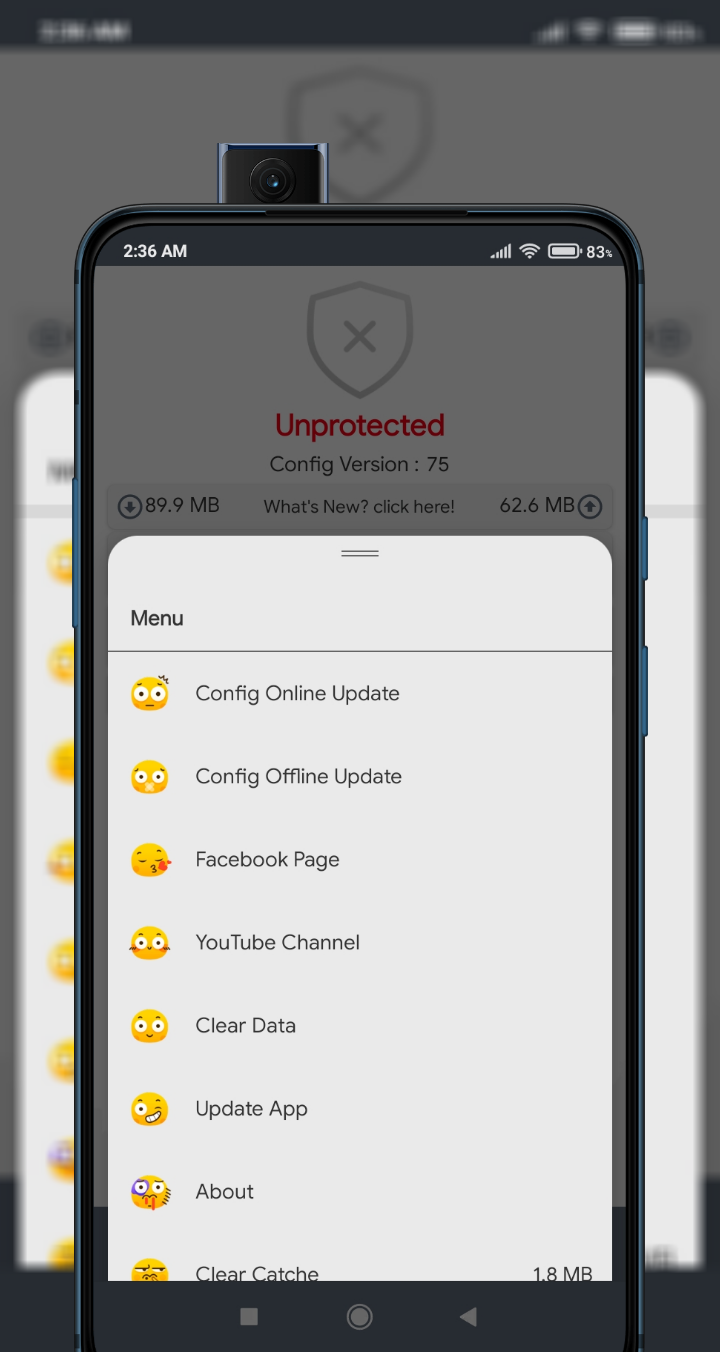 2:36 AM
83%
Unprotected
Config Version : 75
89.9 MB What's New? click here! 62.6 MB
Menu
Config Online Update
Config Offline Update
Facebook Page
YouTube Channel
Clear Data
Update App
About
Clear Catche 1.8 MB